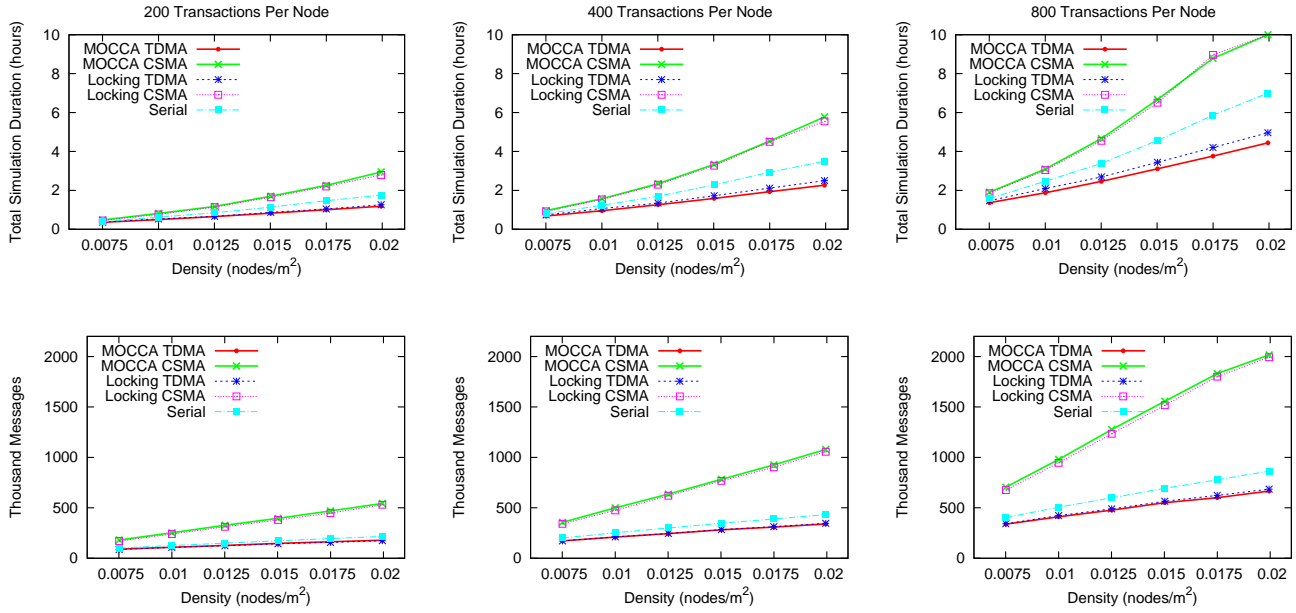 200 Transactions Per Node
Total Simulation Duration (hours)
10
8
6
4
2
0
MOCCA TDMA
MOCCA CSMA
Locking TDMA
Locking CSMA
Serial
0.0075 0.01 0.0125 0.015 0.0175 0.02
Density (nodes/m²)
400 Transactions Per Node
Total Simulation Duration (hours)
10
8
6
4
2
0
MOCCA TDMA
MOCCA CSMA
Locking TDMA
Locking CSMA
Serial
0.0075 0.01 0.0125 0.015 0.0175 0.02
Density (nodes/m²)
800 Transactions Per Node
Total Simulation Duration (hours)
10
8
6
4
2
0
MOCCA TDMA
MOCCA CSMA
Locking TDMA
Locking CSMA
Serial
0.0075 0.01 0.0125 0.015 0.0175 0.02
Density (nodes/m²)
Thousand Messages
2000
1500
1000
500
0
MOCCA TDMA
MOCCA CSMA
Locking TDMA
Locking CSMA
Serial
0.0075 0.01 0.0125 0.015 0.0175 0.02
Density (nodes/m²)
Thousand Messages
2000
1500
1000
500
0
MOCCA TDMA
MOCCA CSMA
Locking TDMA
Locking CSMA
Serial
0.0075 0.01 0.0125 0.015 0.0175 0.02
Density (nodes/m²)
Thousand Messages
2000
1500
1000
500
0
MOCCA TDMA
MOCCA CSMA
Locking TDMA
Locking CSMA
Serial
0.0075 0.01 0.0125 0.015 0.0175 0.02
Density (nodes/m²)